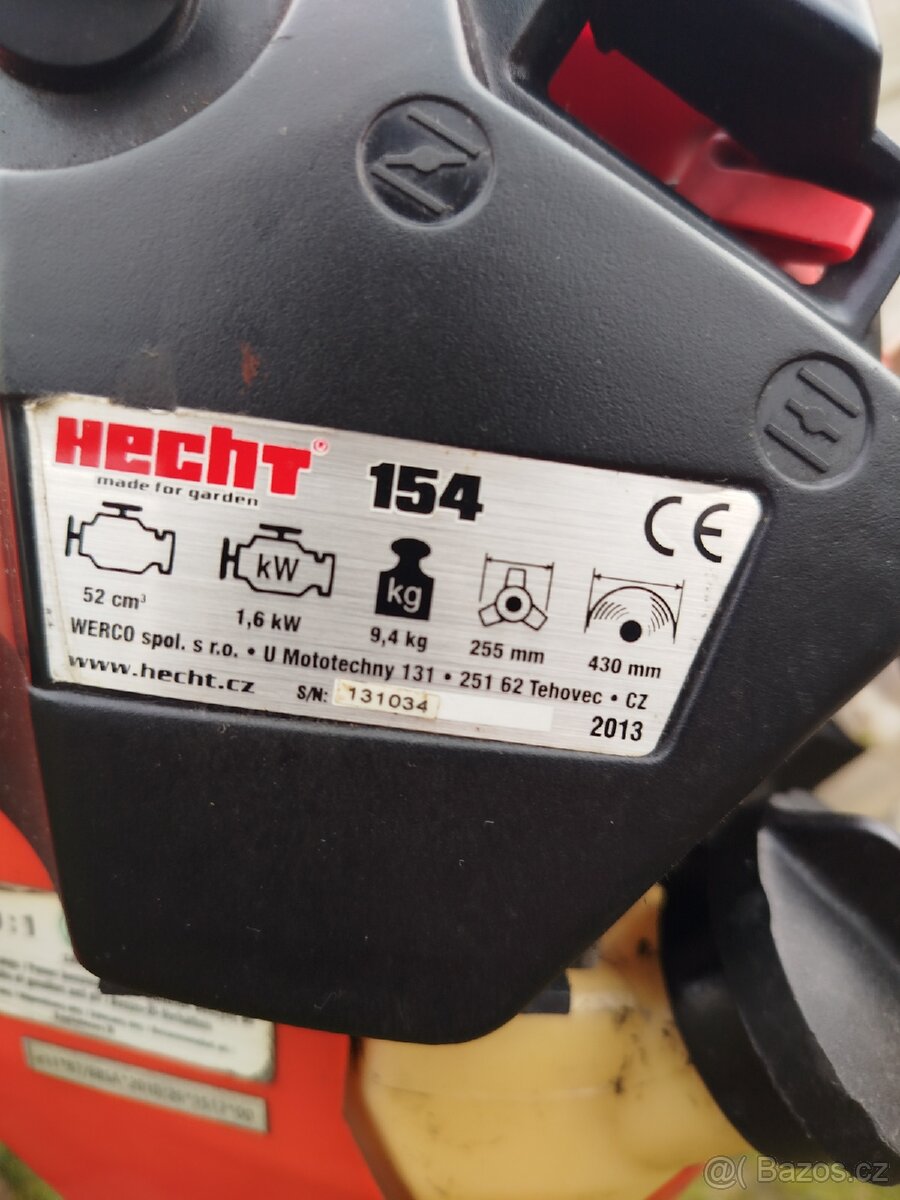 HECHT® 154
made for garden
CE
kW
kg
52 cm³
1,6 kW
9,4 kg
255 mm
430 mm
WERCO spol. s r.o. • U Mototechny 131 • 251 62 Tehovec • CZ
www.hecht.cz
S/N: 131034
2013
Bazos.cz